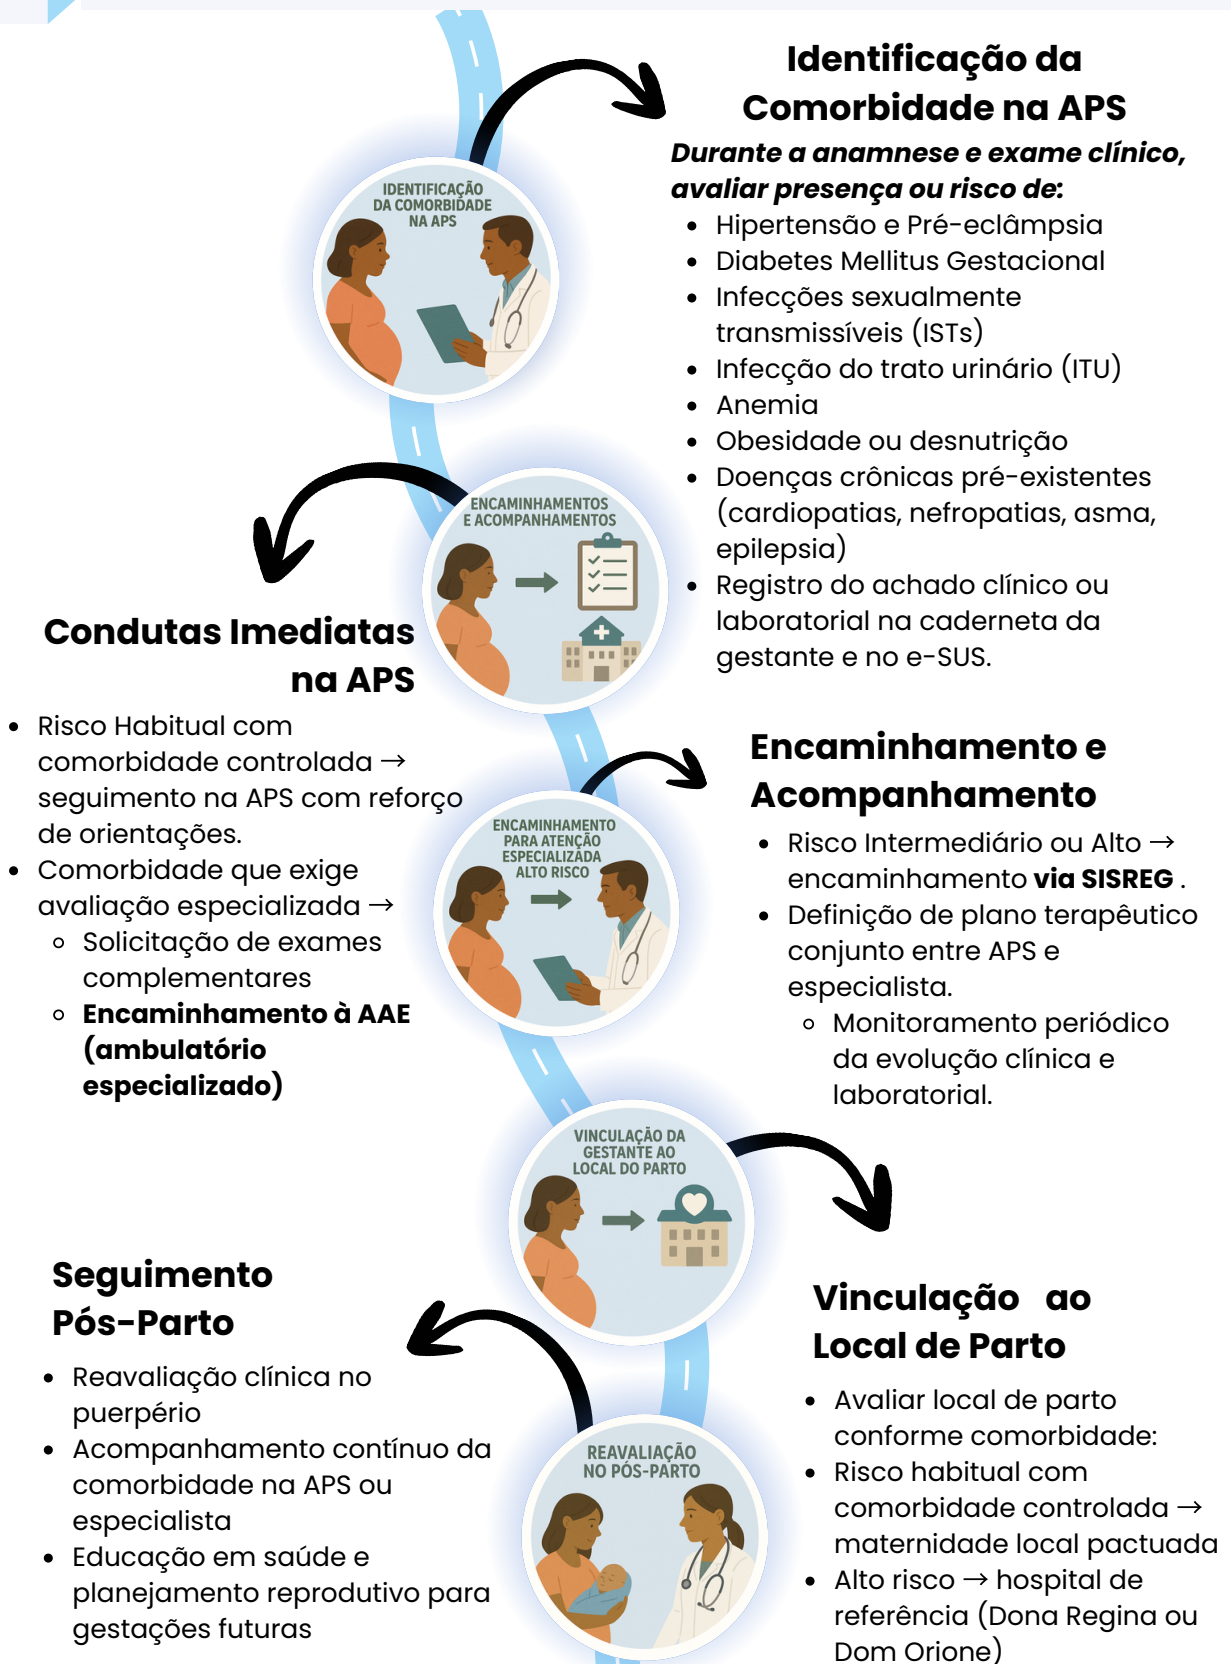 Identificação da
Comorbidade na APS
Durante a anamnese e exame clínico,
avaliar presença ou risco de:
• Hipertensão e Pré-eclâmpsia
• Diabetes Mellitus Gestacional
• Infecções sexualmente
transmissíveis (ISTs)
• Infecção do trato urinário (ITU)
• Anemia
• Obesidade ou desnutrição
• Doenças crônicas pré-existentes
(cardiopatias, nefropatias, asma,
epilepsia)
• Registro do achado clínico ou
laboratorial na caderneta da
gestante e no e-SUS.
IDENTIFICAÇÃO
DA COMORBIDADE
NA APS
ENCAMINHAMENTOS
E ACOMPANHAMENTOS
Condutas Imediatas
na APS
• Risco Habitual com
comorbidade controlada →
seguimento na APS com reforço
de orientações.
• Comorbidade que exige
avaliação especializada →
◦ Solicitação de exames
complementares
◦ Encaminhamento à AAE
(ambulatório
especializado)
ENCAMINHAMENTO
PARA ATENÇÃO
ESPECIALIZADA
ALTO RISCO
Encaminhamento e
Acompanhamento
• Risco Intermediário ou Alto →
encaminhamento via SISREG .
• Definição de plano terapêutico
conjunto entre APS e
especialista.
◦ Monitoramento periódico
da evolução clínica e
laboratorial.
VINCULAÇÃO DA
GESTANTE AO
LOCAL DO PARTO
Vinculação ao
Local de Parto
• Avaliar local de parto
conforme comorbidade:
• Risco habitual com
comorbidade controlada →
maternidade local pactuada
• Alto risco → hospital de
referência (Dona Regina ou
Dom Orione)
Seguimento
Pós-Parto
• Reavaliação clínica no
puerpério
• Acompanhamento contínuo da
comorbidade na APS ou
especialista
• Educação em saúde e
planejamento reprodutivo para
gestações futuras
REAVALIAÇÃO
NO PÓS-PARTO